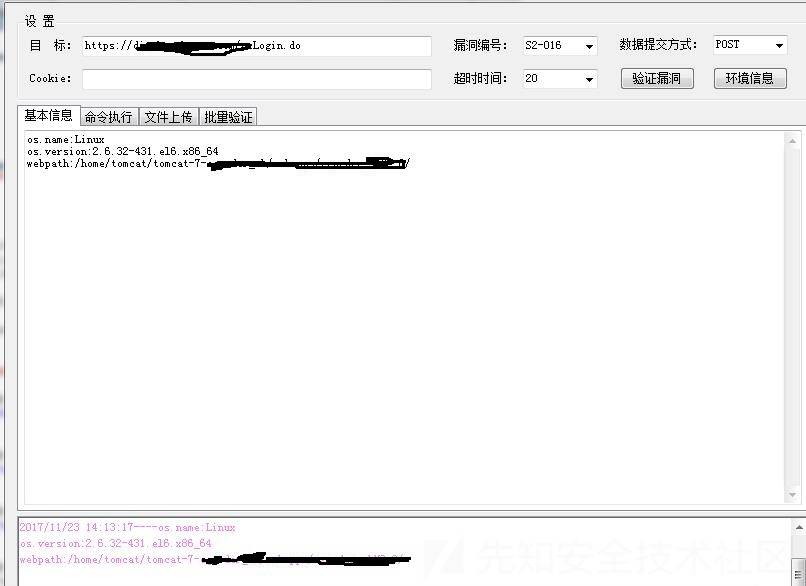 设 置
目 标: https://d Login.do 漏洞编号: S2-016 数据提交方式: POST
Cookie: 超时时间: 20 验证漏洞 环境信息
基本信息 命令执行 文件上传 批量验证
os.name:Linux
os.version:2.6.32-431.el6.x86_64
webpath:/home/tomcat/tomcat-7- /
2017/11/23 14:13:17----os.name:Linux
os.version:2.6.32-431.el6.x86_64
webpath:/home/tomcat/tomcat-7-
先知安全技术社区